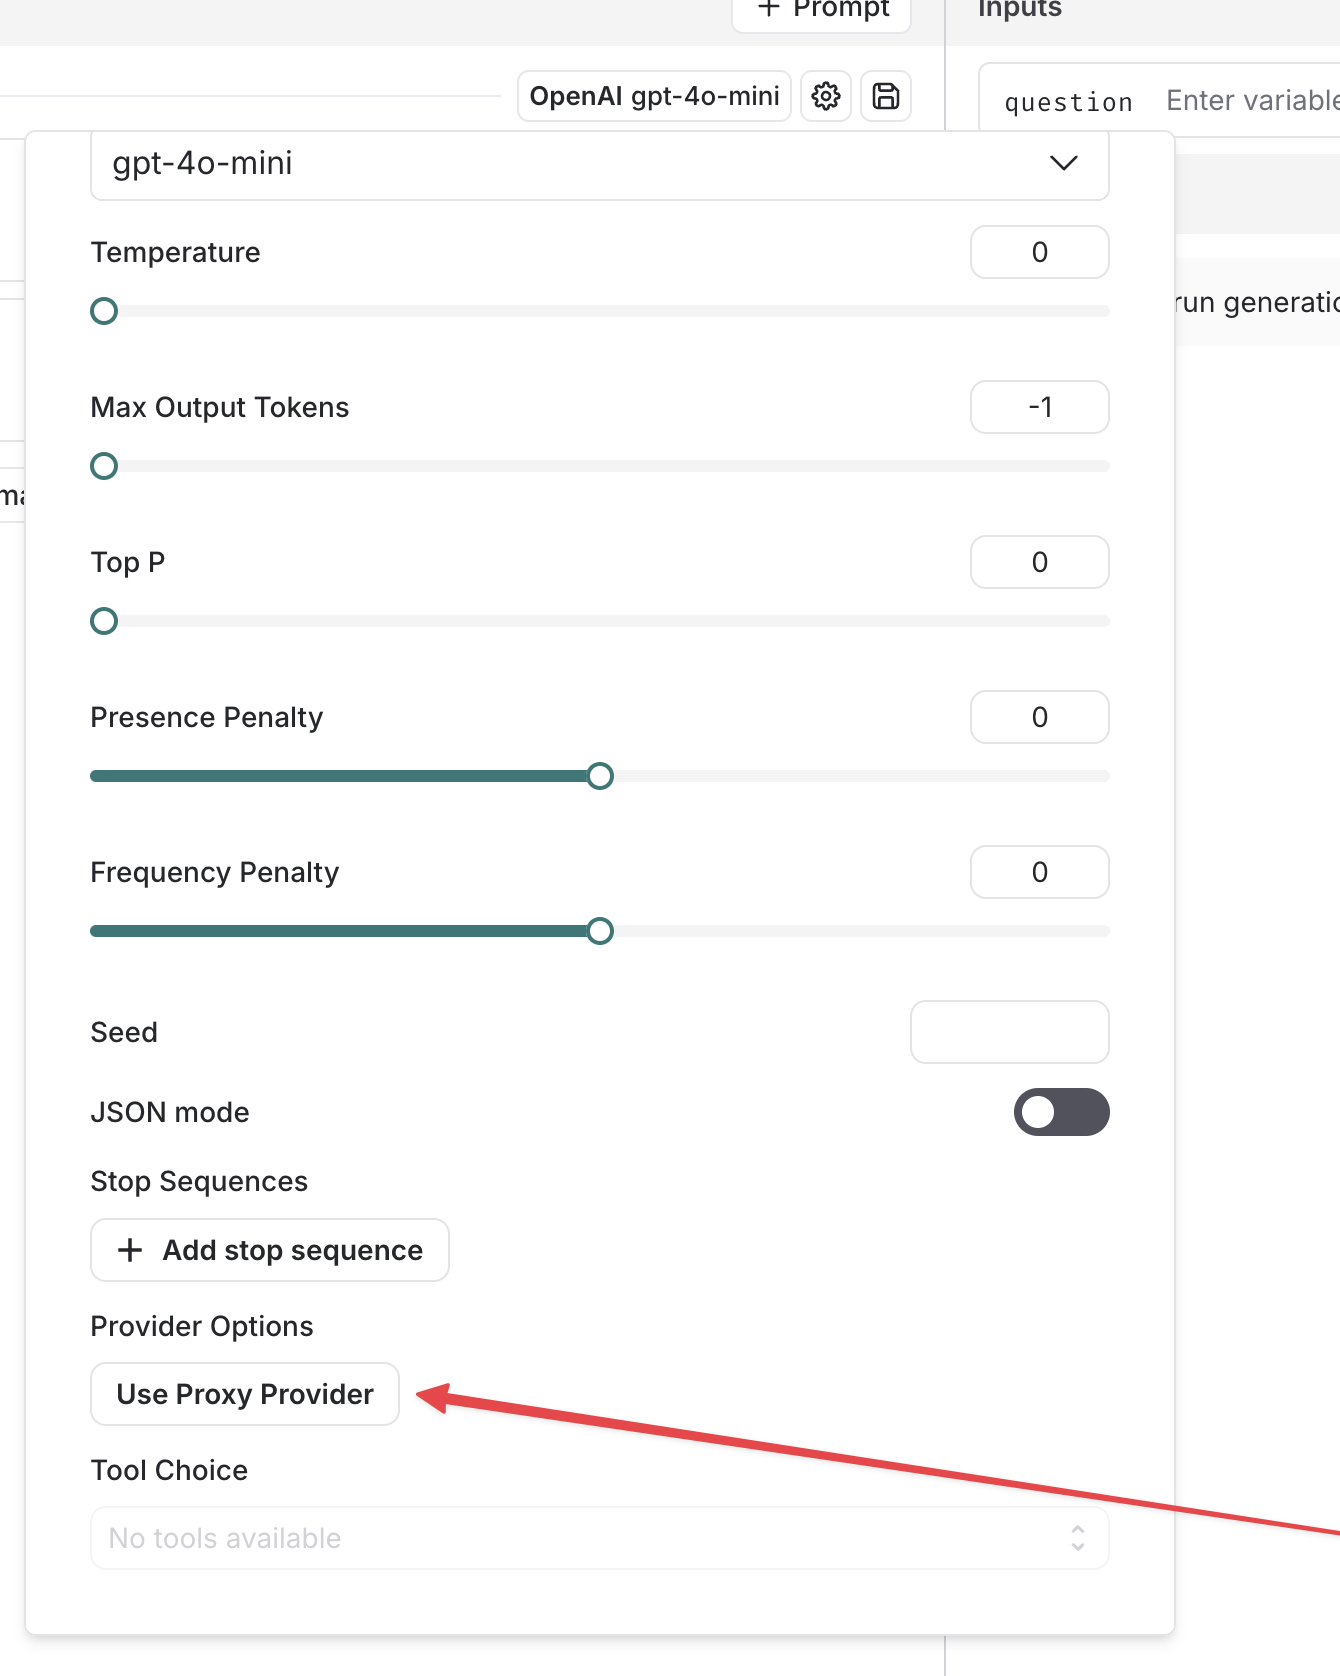 + Prompt
Inputs
OpenAI gpt-4o-mini
question
Enter variable
gpt-4o-mini
Temperature
0
run generatio
Max Output Tokens
-1
ma
Top P
0
Presence Penalty
0
Frequency Penalty
0
Seed
JSON mode
Stop Sequences
+ Add stop sequence
Provider Options
Use Proxy Provider
Tool Choice
No tools available